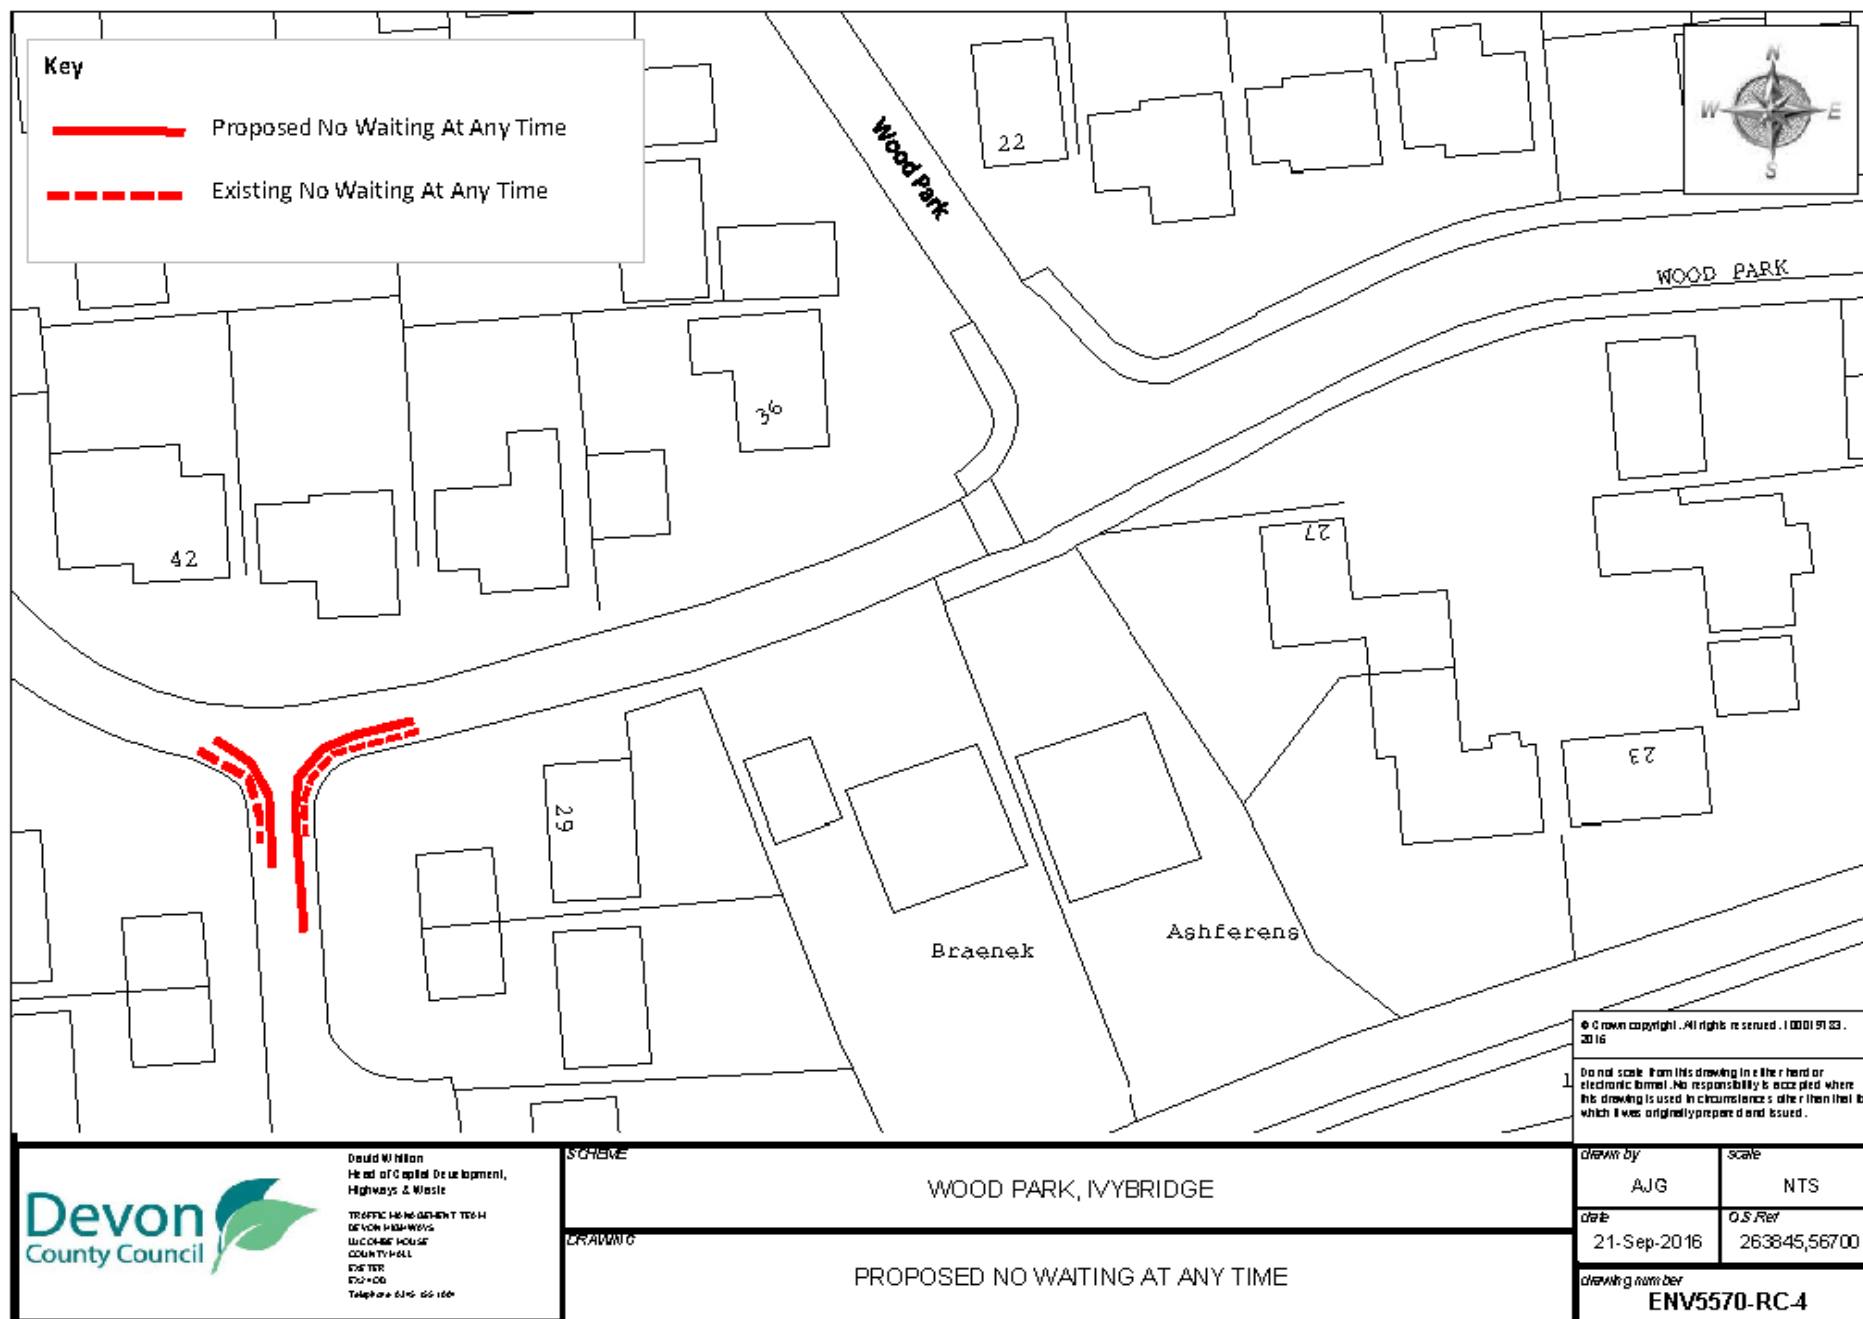 Key
Proposed No Waiting At Any Time
Existing No Waiting At Any Time
N
W
E
S
Wood Park
22
WOOD PARK
36
42
27
23
29
Braenek
Ashferens
© Crown copyright. All rights reserved.
2016
Do not scale from this drawing in either hard or
electronic format. No responsibility is accepted where
this drawing is used in circumstances other than that
which it was originally prepared and issued.
Devon
County Council
Head of Capital Development,
Highways & Waste
TRAFFIC MANAGEMENT TEAM
DEVON HIGHWAYS
LUCOMBE HOUSE
COUNTY HALL
EXETER
SCHEME
WOOD PARK, IVYBRIDGE
DRAWING
PROPOSED NO WAITING AT ANY TIME
drawn by
AJG
scale
NTS
date
21-Sep-2016
O.S Ref
263845,56700
drawing number
ENV5570-RC-4